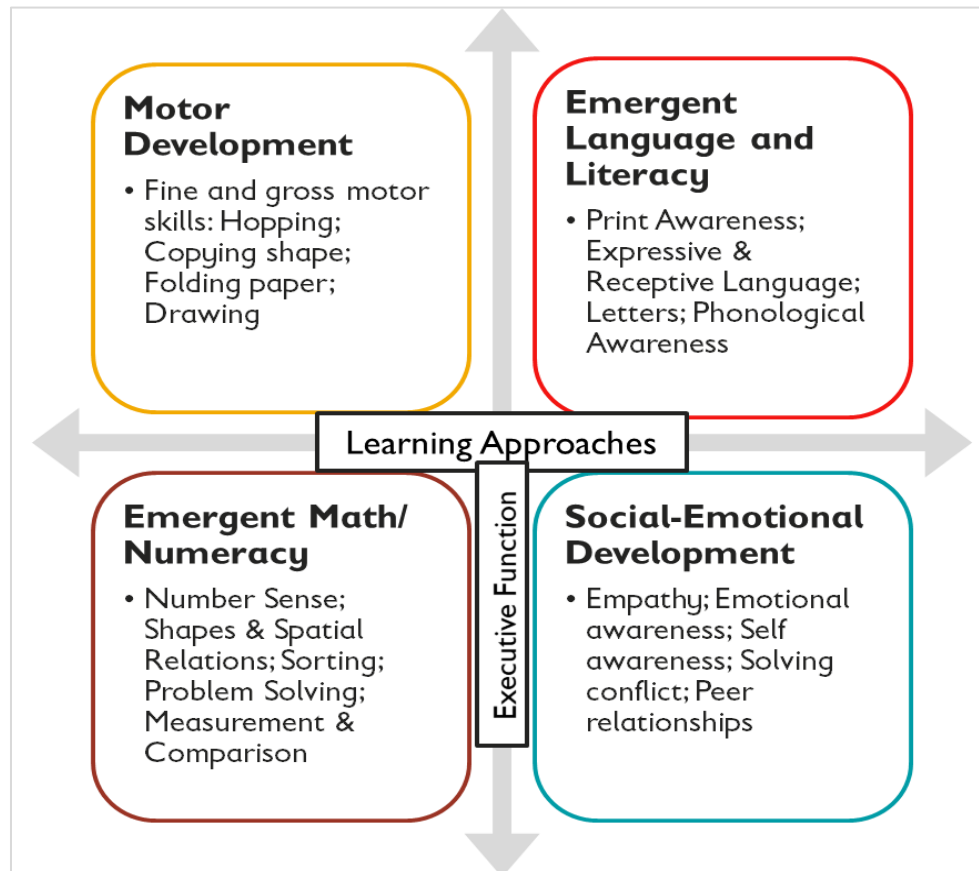 Motor
Development
• Fine and gross motor
skills: Hopping;
Copying shape;
Folding paper;
Drawing
Emergent
Language and
Literacy
• Print Awareness;
Expressive &
Receptive Language;
Letters; Phonological
Awareness
Learning Approaches
Executive Function
Emergent Math/
Numeracy
• Number Sense;
Shapes & Spatial
Relations; Sorting;
Problem Solving;
Measurement &
Comparison
Social-Emotional
Development
• Empathy; Emotional
awareness; Self
awareness; Solving
conflict; Peer
relationships